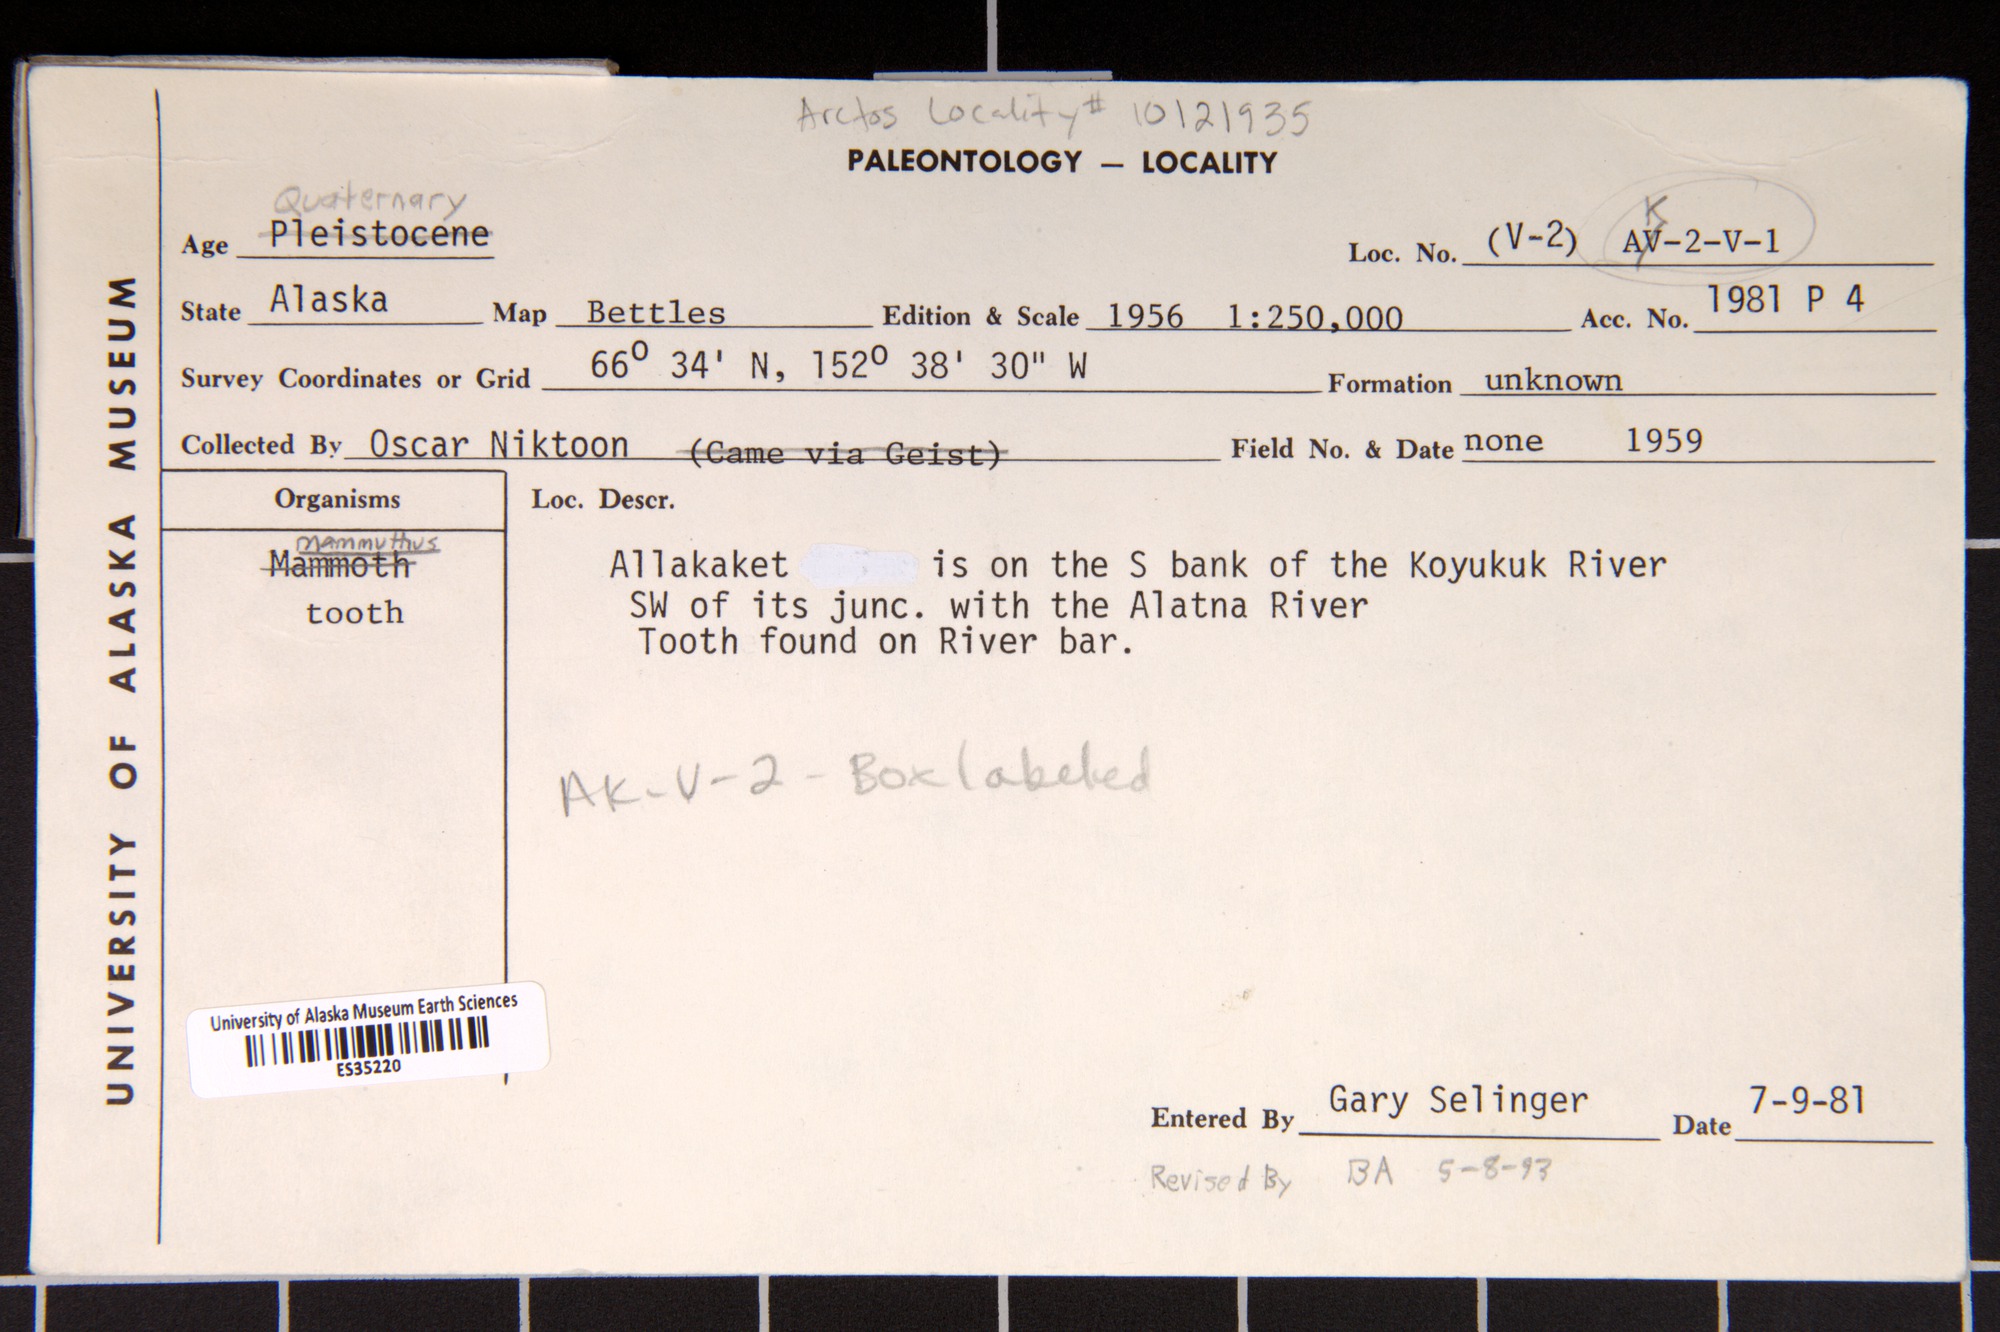 Arctos Locality# 10121935
PALEONTOLOGY — LOCALITY
Quaternary
Age Pleistocene
Loc. No. (V-2) AV-2-V-1
K
State Alaska Map Bettles Edition & Scale 1956 1:250,000 Acc. No. 1981 P 4
Survey Coordinates or Grid 66° 34' N, 152° 38' 30" W Formation unknown
Collected By Oscar Niktoon (Came via Geist) Field No. & Date none 1959
Organisms
Mammuthus
Mammoth
tooth
Loc. Descr.
Allakaket is on the S bank of the Koyukuk River
SW of its junc. with the Alatna River
Tooth found on River bar.
AK-V-2 - Box labeled
UNIVERSITY OF ALASKA MUSEUM
University of Alaska Museum Earth Sciences
ES35220
Entered By Gary Selinger Date 7-9-81
Revised By BA 5-8-93